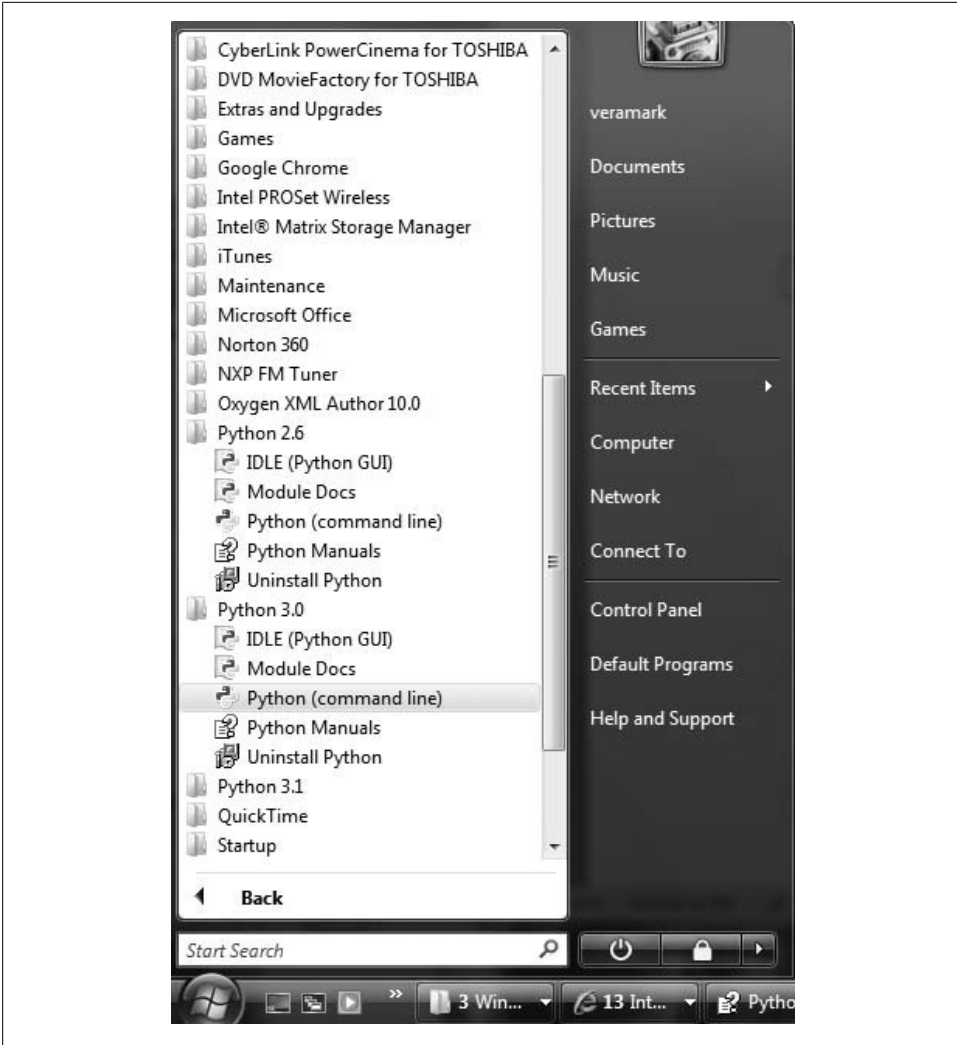 CyberLink PowerCinema for TOSHIBA
DVD MovieFactory for TOSHIBA
Extras and Upgrades
Games
Google Chrome
Intel PROSet Wireless
Intel® Matrix Storage Manager
iTunes
Maintenance
Microsoft Office
Norton 360
NXP FM Tuner
Oxygen XML Author 10.0
Python 2.6
IDLE (Python GUI)
Module Docs
Python (command line)
Python Manuals
Uninstall Python
Python 3.0
IDLE (Python GUI)
Module Docs
Python (command line)
Python Manuals
Uninstall Python
Python 3.1
QuickTime
Startup
Back
Start Search
veramark
Documents
Pictures
Music
Games
Recent Items
Computer
Network
Connect To
Control Panel
Default Programs
Help and Support
»
3 Win...
13 Int...
Pytho